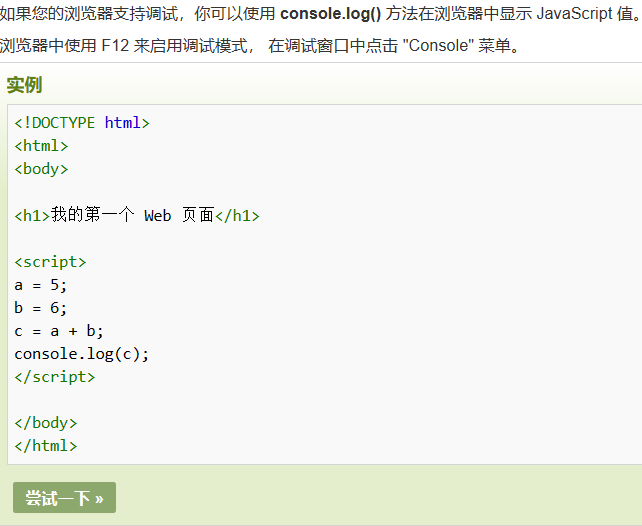 如果您的浏览器支持调试，你可以使用 console.log() 方法在浏览器中显示 JavaScript 值。
浏览器中使用 F12 来启用调试模式， 在调试窗口中点击 "Console" 菜单。
实例
<!DOCTYPE html>
<html>
<body>
<h1>我的第一个 Web 页面</h1>
<script>
a = 5;
b = 6;
c = a + b;
console.log(c);
</script>
</body>
</html>
尝试一下 »